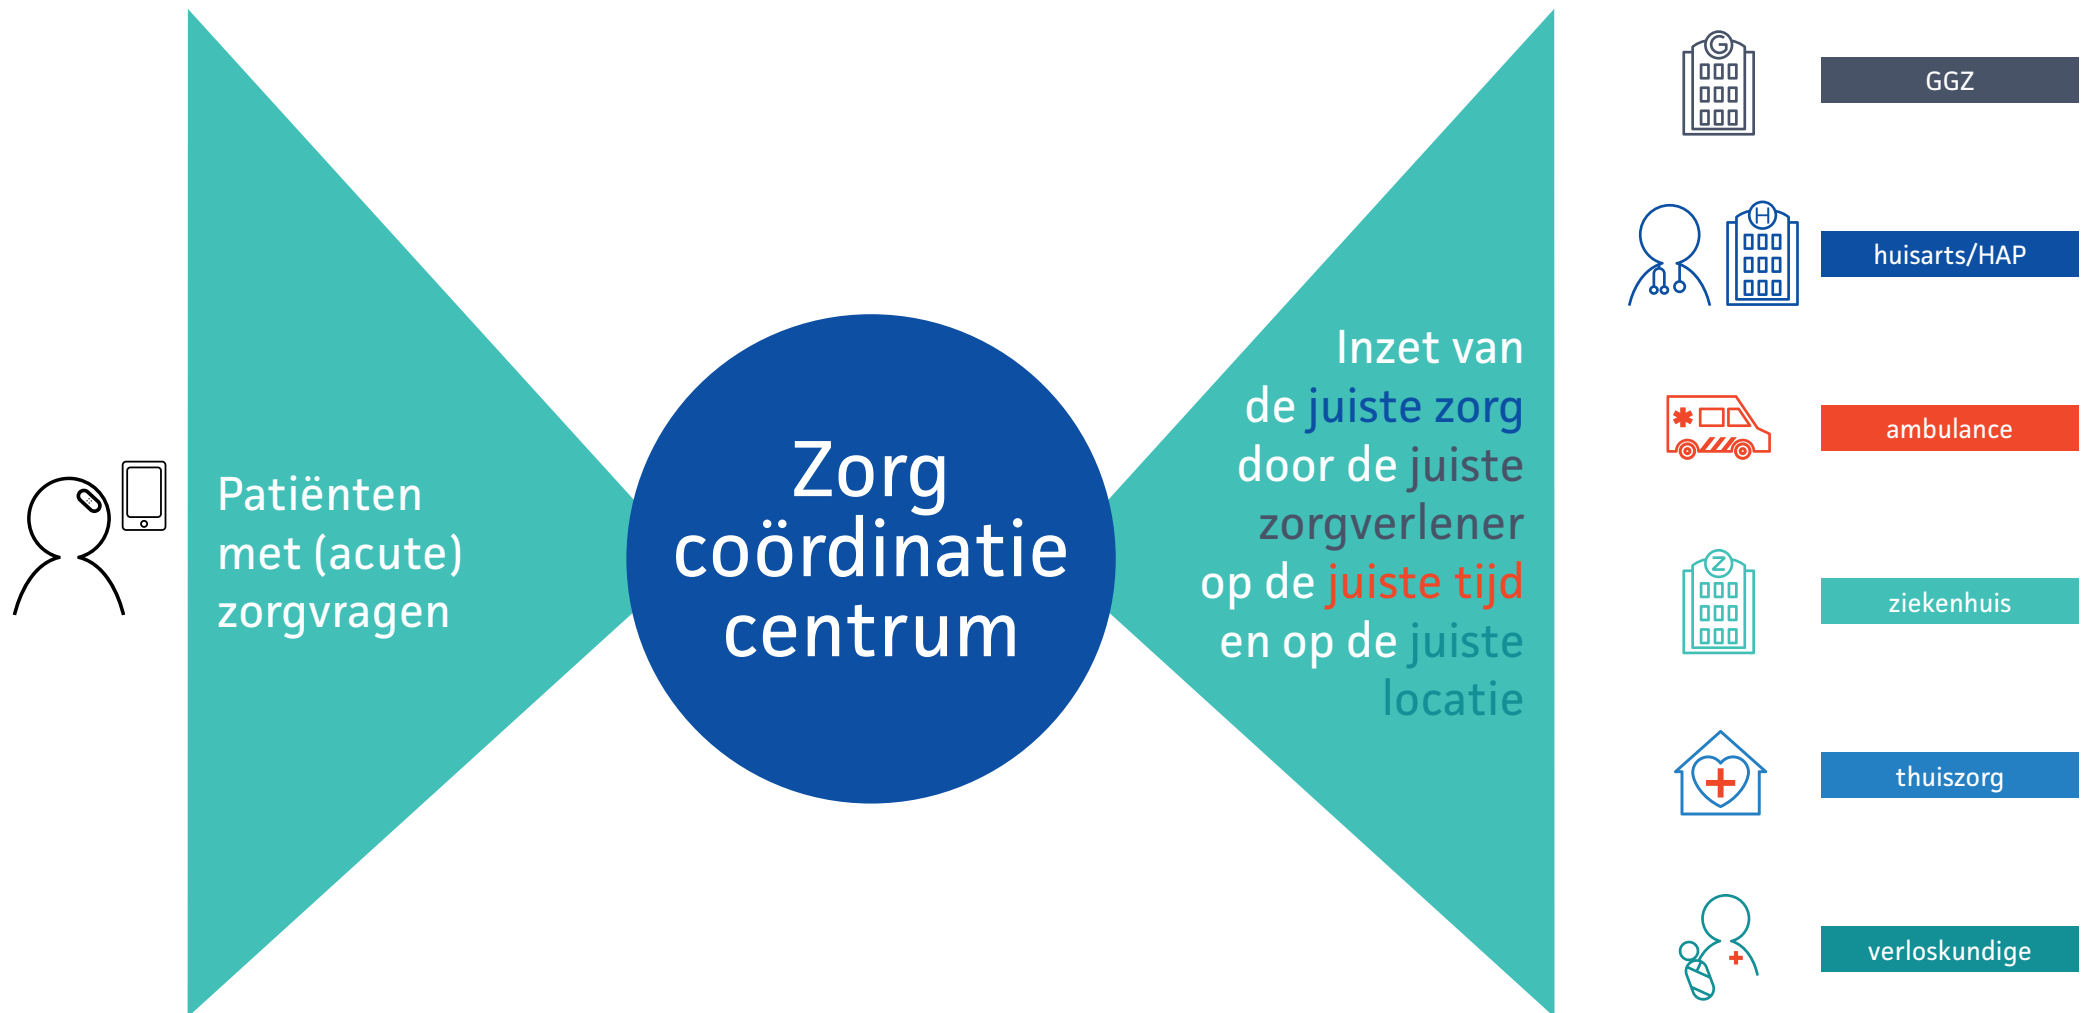 Patiënten
met (acute)
zorgvragen
Zorg
coördinatie
centrum
Inzet van
de juiste zorg
door de juiste
zorgverlener
op de juiste tijd
en op de juiste
locatie
G
GGZ
H
huisarts/HAP
ambulance
Z
ziekenhuis
thuiszorg
verloskundige